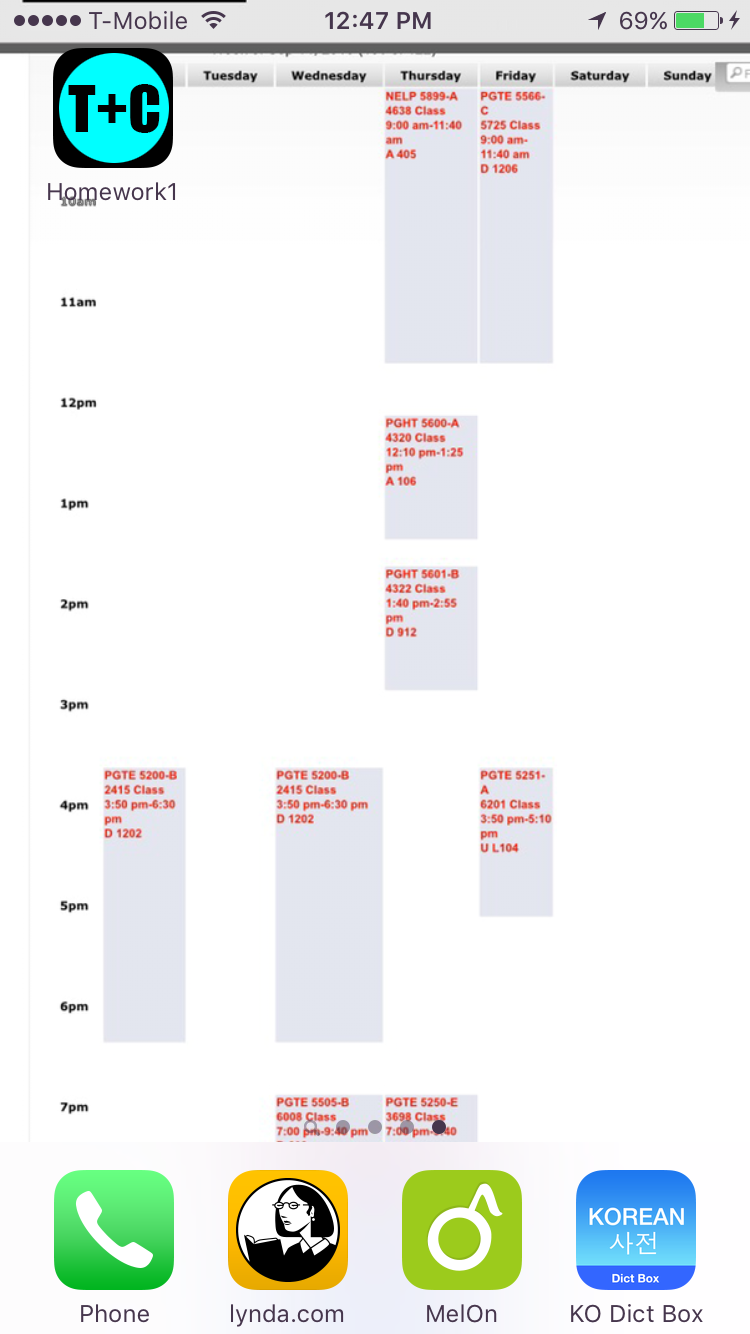 T-Mobile 12:47 PM 69%
Tuesday Wednesday Thursday Friday Saturday Sunday
T+C
Homework1
NELP 5899-A
4638 Class
9:00 am-11:40
am
A 405
PGTE 5566-
C
5725 Class
9:00 am-
11:40 am
D 1206
10am
11am
12pm
PGHT 5600-A
4320 Class
12:10 pm-1:25
pm
A 106
1pm
PGHT 5601-B
4322 Class
1:40 pm-2:55
pm
D 912
2pm
3pm
PGTE 5200-B
2415 Class
3:50 pm-6:30
pm
D 1202
PGTE 5200-B
2415 Class
3:50 pm-6:30 pm
D 1202
PGTE 5251-
A
6201 Class
3:50 pm-5:10
pm
U L104
4pm
5pm
6pm
7pm
PGTE 5505-B
6008 Class
7:00 pm-9:40 pm
PGTE 5250-E
3698 Class
7:00 pm-9:40
KOREAN
사전
Dict Box
Phone lynda.com MelOn KO Dict Box